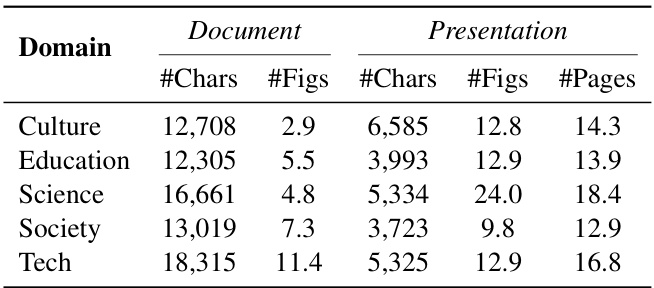 Domain Document Presentation
#Chars #Figs #Chars #Figs #Pages
Culture 12,708 2.9 6,585 12.8 14.3
Education 12,305 5.5 3,993 12.9 13.9
Science 16,661 4.8 5,334 24.0 18.4
Society 13,019 7.3 3,723 9.8 12.9
Tech 18,315 11.4 5,325 12.9 16.8